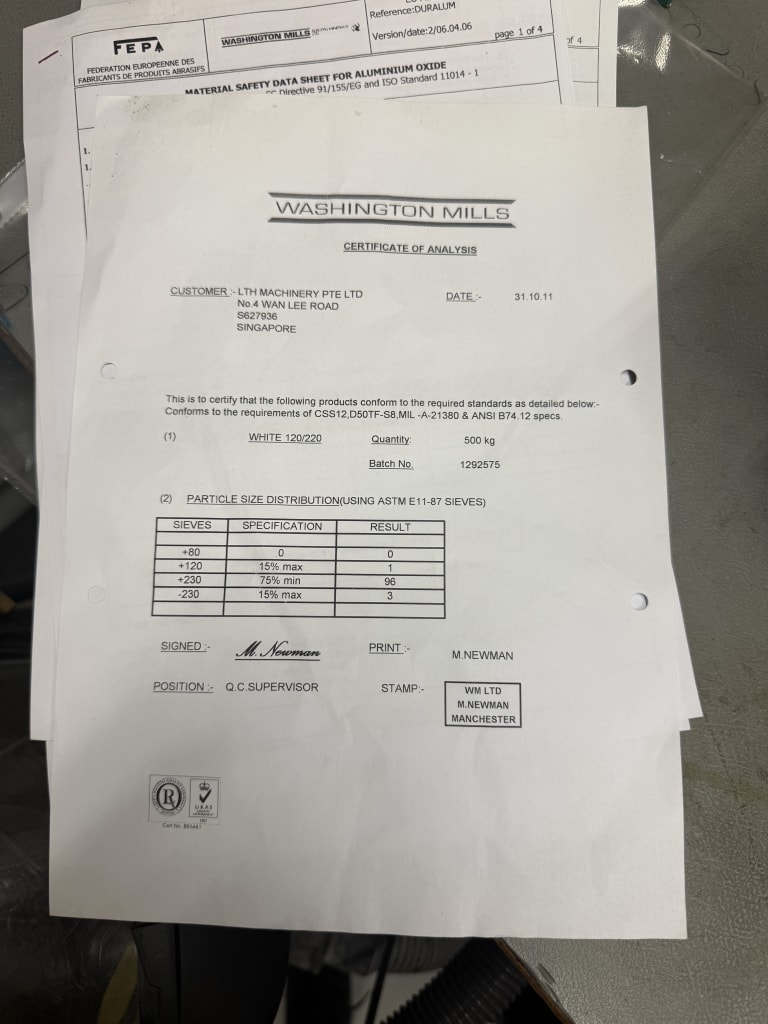 FEPA
FEDERATION EUROPEENNE DES
FABRICANTS DE PRODUITS ABRASIFS
WASHINGTON MILLS
Reference:DURALUM
Version/date:2/06.04.06
page 1 of 4
of 4
MATERIAL SAFETY DATA SHEET FOR ALUMINIUM OXIDE
Directive 91/155/EG and ISO Standard 11014 - 1
1.
1.
WASHINGTON MILLS
CERTIFICATE OF ANALYSIS
CUSTOMER :- LTH MACHINERY PTE LTD DATE :- 31.10.11
No.4 WAN LEE ROAD
S627936
SINGAPORE
This is to certify that the following products conform to the required standards as detailed below:-
Conforms to the requirements of CSS12,D50TF-S8,MIL -A-21380 & ANSI B74.12 specs.
(1) WHITE 120/220 Quantity: 500 kg
Batch No. 1292575
(2) PARTICLE SIZE DISTRIBUTION(USING ASTM E11-87 SIEVES)
SIEVES SPECIFICATION RESULT
+80 0 0
+120 15% max 1
+230 75% min 96
-230 15% max 3
SIGNED :- M. Newman PRINT :- M.NEWMAN
POSITION :- Q.C.SUPERVISOR STAMP:- WM LTD
M.NEWMAN
MANCHESTER
R
UKAS